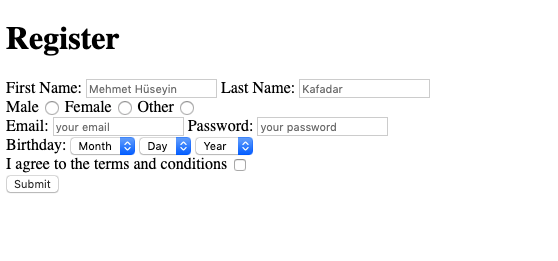 Register
First Name: Mehmet Hüseyin Last Name: Kafadar
Male Female Other
Email: your email Password: your password
Birthday: Month Day Year
I agree to the terms and conditions
Submit